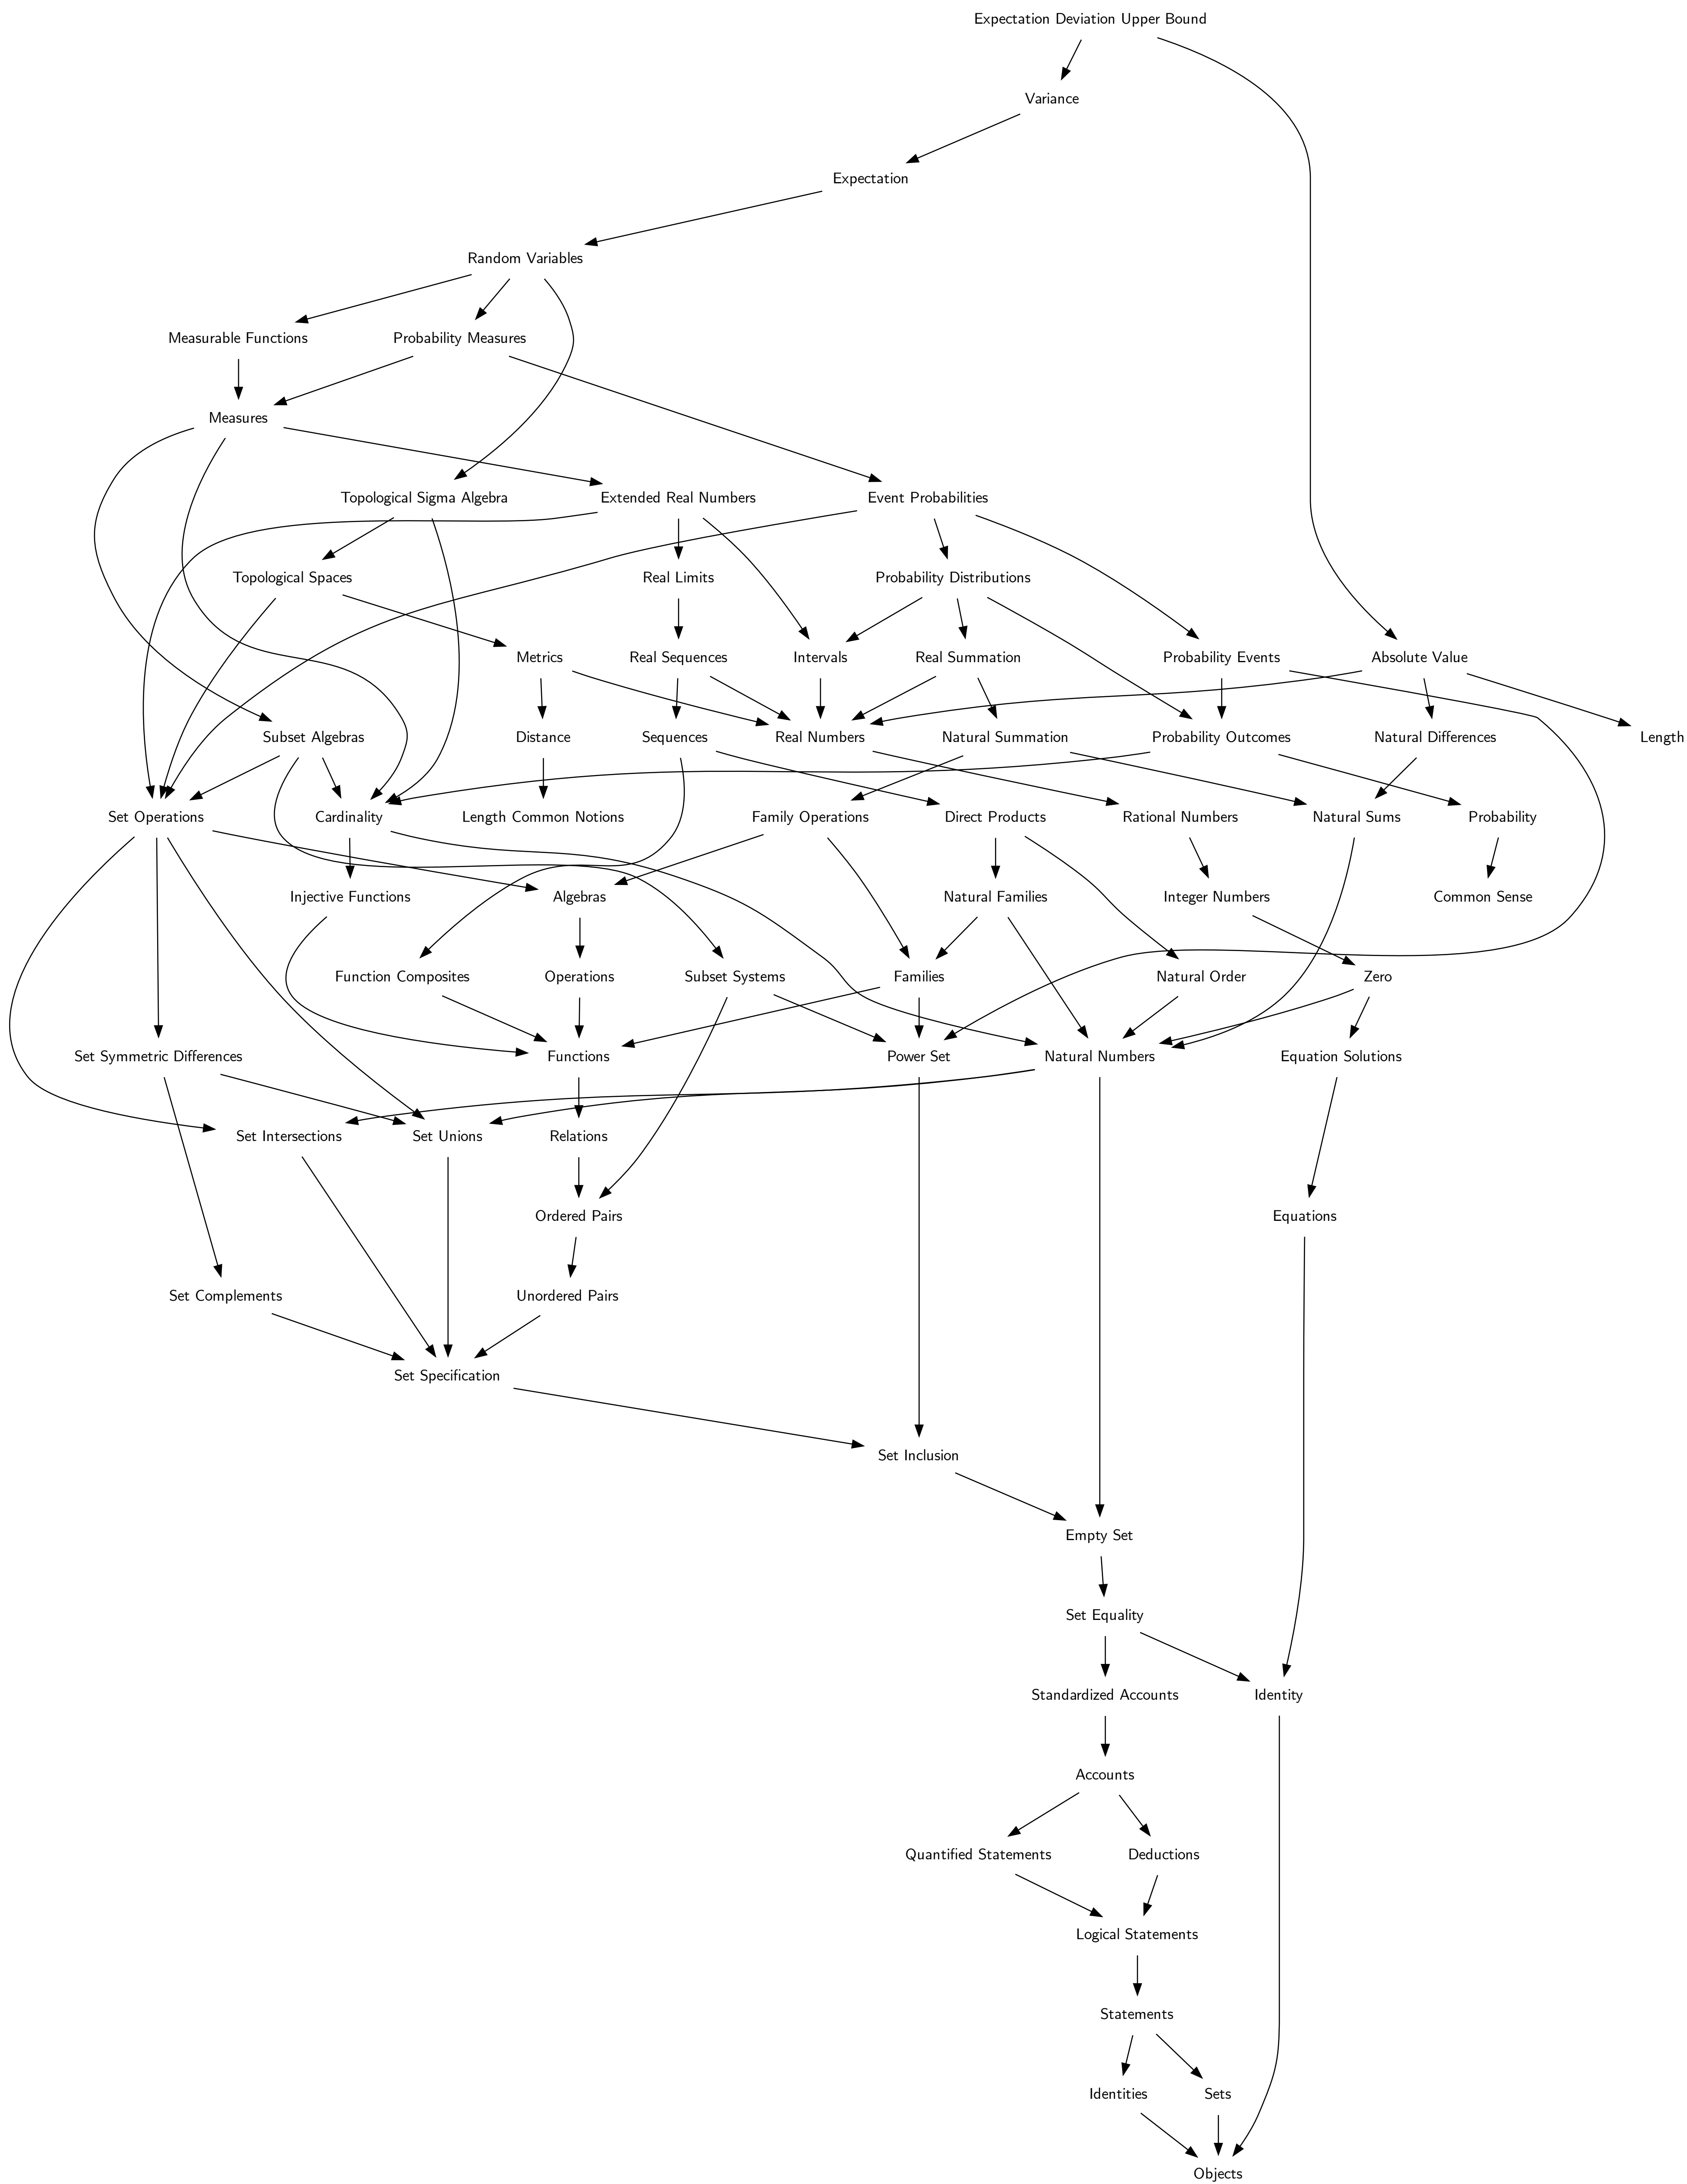 Expectation Deviation Upper Bound
Variance
Expectation
Random Variables
Measurable Functions
Probability Measures
Measures
Topological Sigma Algebra
Extended Real Numbers
Event Probabilities
Topological Spaces
Real Limits
Probability Distributions
Metrics
Real Sequences
Intervals
Real Summation
Probability Events
Absolute Value
Subset Algebras
Distance
Sequences
Real Numbers
Natural Summation
Probability Outcomes
Natural Differences
Length
Set Operations
Cardinality
Length Common Notions
Family Operations
Direct Products
Rational Numbers
Natural Sums
Probability
Injective Functions
Algebras
Natural Families
Integer Numbers
Common Sense
Function Composites
Operations
Subset Systems
Families
Natural Order
Zero
Set Symmetric Differences
Functions
Power Set
Natural Numbers
Equation Solutions
Set Intersections
Set Unions
Relations
Ordered Pairs
Equations
Set Complements
Unordered Pairs
Set Specification
Set Inclusion
Empty Set
Set Equality
Standardized Accounts
Identity
Accounts
Quantified Statements
Deductions
Logical Statements
Statements
Identities
Sets
Objects